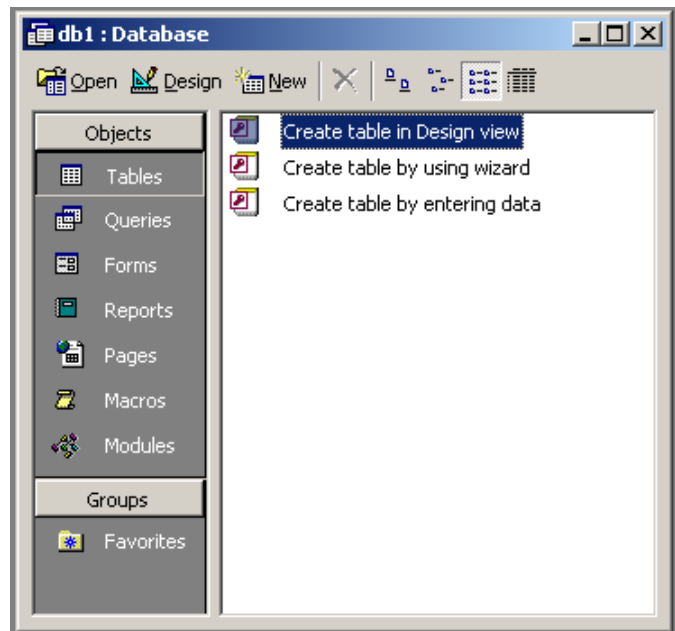 db1 : Database
Open Design New
Objects
Tables
Queries
Forms
Reports
Pages
Macros
Modules
Groups
Favorites
Create table in Design view
Create table by using wizard
Create table by entering data